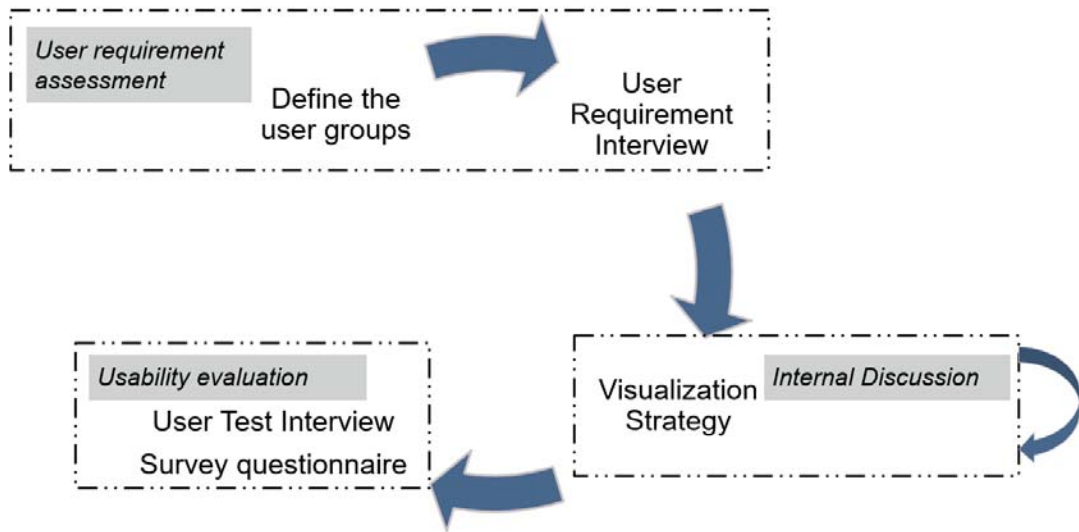 User requirement
assessment
Define the
user groups
User
Requirement
Interview
Visualization
Strategy
Internal Discussion
Usability evaluation
User Test Interview
Survey questionnaire